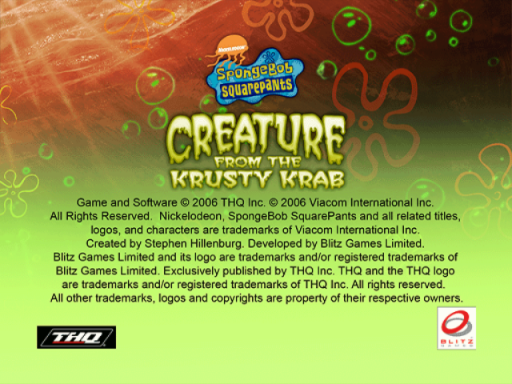 NICKELODEON
SpongeBob
SquarePants
CREATURE
FROM THE
KRUSTY KRAB
Game and Software © 2006 THQ Inc. © 2006 Viacom International Inc.
All Rights Reserved.  Nickelodeon, SpongeBob SquarePants and all related titles,
logos, and characters are trademarks of Viacom International Inc.
Created by Stephen Hillenburg. Developed by Blitz Games Limited.
Blitz Games Limited and its logo are trademarks and/or registered trademarks of
Blitz Games Limited. Exclusively published by THQ Inc. THQ and the THQ logo
are trademarks and/or registered trademarks of THQ Inc. All rights reserved.
All other trademarks, logos and copyrights are property of their respective owners.
THQ
BLITZ
GAMES